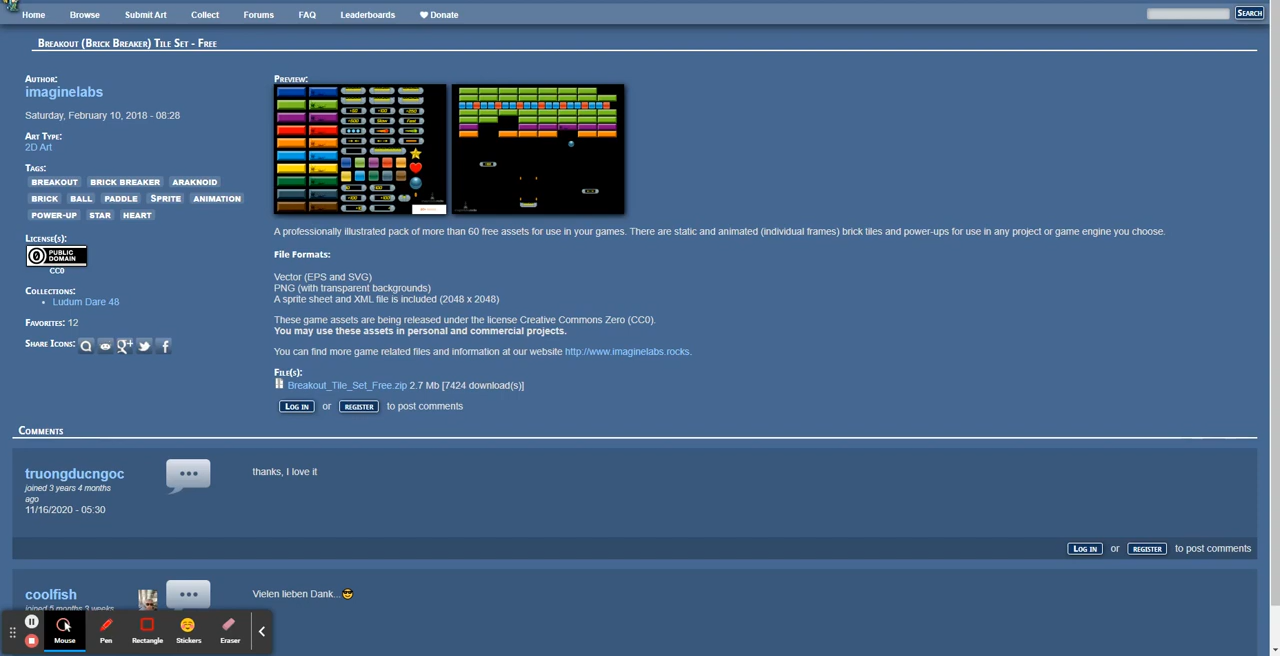 Home Browse Submit Art Collect Forums FAQ Leaderboards Donate Search
Breakout (Brick Breaker) Tile Set - Free
Author:
imaginelabs
Saturday, February 10, 2018 - 08:28
Art Type:
2D Art
Tags:
BREAKOUT BRICK BREAKER ARAKNOID
BRICK BALL PADDLE SPRITE ANIMATION
POWER-UP STAR HEART
License(s):
PUBLIC
DOMAIN
CC0
Collections:
Ludum Dare 48
Favorites: 12
Share Icons:
Preview:
A professionally illustrated pack of more than 60 free assets for use in your games. There are static and animated (individual frames) brick tiles and power-ups for use in any project or game engine you choose.
File Formats:
Vector (EPS and SVG)
PNG (with transparent backgrounds)
A sprite sheet and XML file is included (2048 x 2048)
These game assets are being released under the license Creative Commons Zero (CC0).
You may use these assets in personal and commercial projects.
You can find more game related files and information at our website http://www.imaginelabs.rocks.
File(s):
Breakout_Tile_Set_Free.zip 2.7 Mb [7424 download(s)]
Log in or register to post comments
Comments
truongducngoc
joined 3 years 4 months
ago
11/16/2020 - 05:30
thanks, I love it
Log in or register to post comments
coolfish
joined 5 months 3 weeks
Vielen lieben Dank...😎
Mouse Pen Rectangle Stickers Eraser